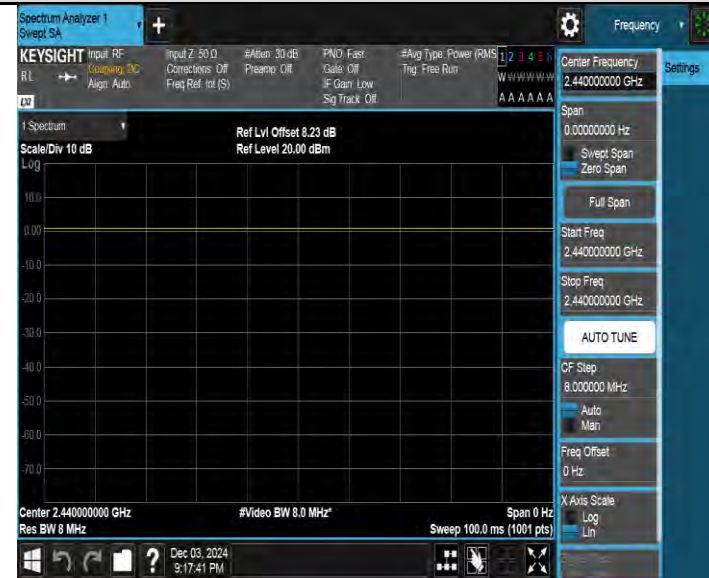 Spectrum Analyzer 1
Swept SA
+
Frequency
KEYSIGHT
Input: RF
Coupling: DC
Align: Auto
Input Z: 50 Ω
Corrections: Off
Freq Ref: Int (S)
#Atten: 30 dB
Preamp: Off
PNO: Fast
Gate: Off
IF Gain: Low
Sig Track: Off
#Avg Type: Power (RMS
Trig: Free Run
1 2 3 4 5 6
W W W W W W
A A A A A A
R L
LXI
1 Spectrum
Scale/Div 10 dB
Ref Lvl Offset 8.23 dB
Ref Level 20.00 dBm
Log
10.0
0.00
-10.0
-20.0
-30.0
-40.0
-50.0
-60.0
-70.0
Center 2.440000000 GHz
#Video BW 8.0 MHz*
Span 0 Hz
Res BW 8 MHz
Sweep 100.0 ms (1001 pts)
Center Frequency
2.440000000 GHz
Settings
Span
0.00000000 Hz
Swept Span
Zero Span
Full Span
Start Freq
2.440000000 GHz
Stop Freq
2.440000000 GHz
AUTO TUNE
CF Step
8.000000 MHz
Auto
Man
Freq Offset
0 Hz
X Axis Scale
Log
Lin
?
Dec 03, 2024
9:17:41 PM